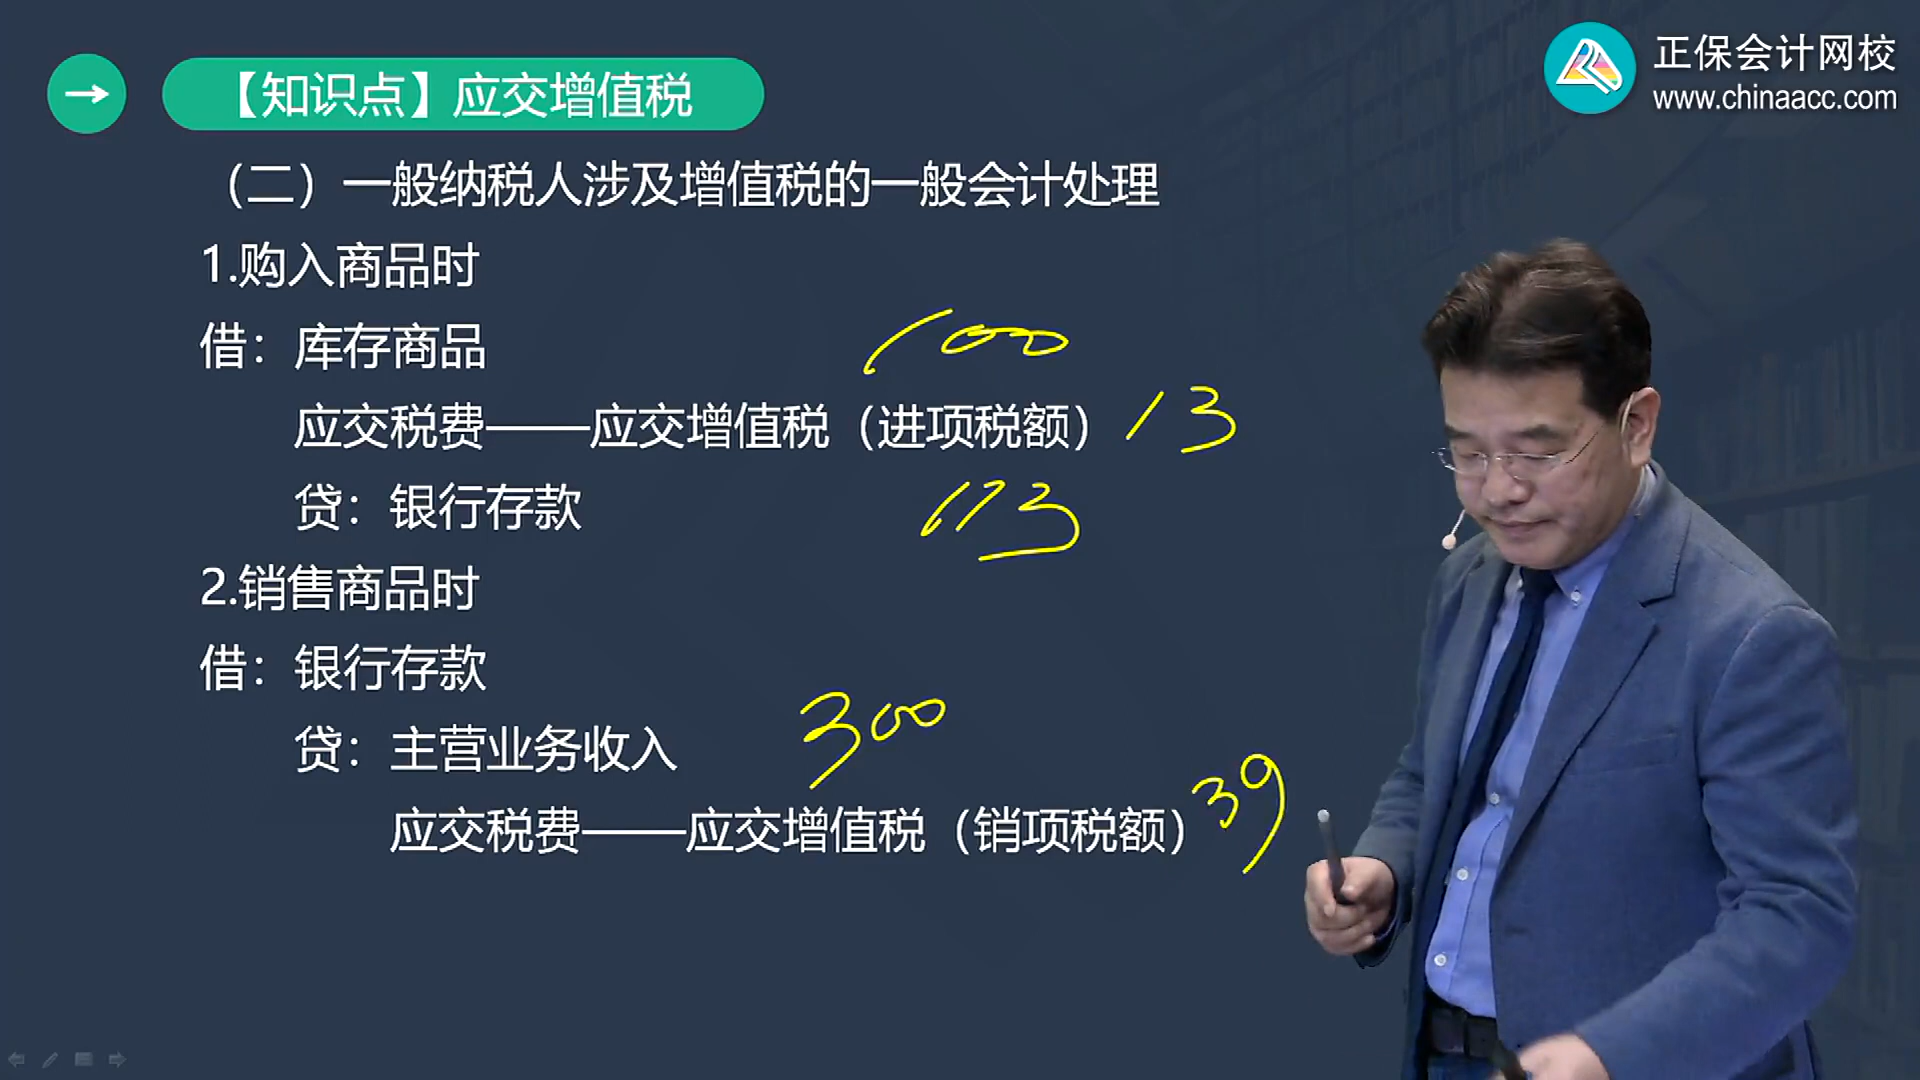 正保会计网校
www.chinaacc.com
【知识点】应交增值税
（二）一般纳税人涉及增值税的一般会计处理
1.购入商品时
借：库存商品 100
应交税费——应交增值税（进项税额） 13
贷：银行存款 113
2.销售商品时
借：银行存款
贷：主营业务收入 300
应交税费——应交增值税（销项税额） 39